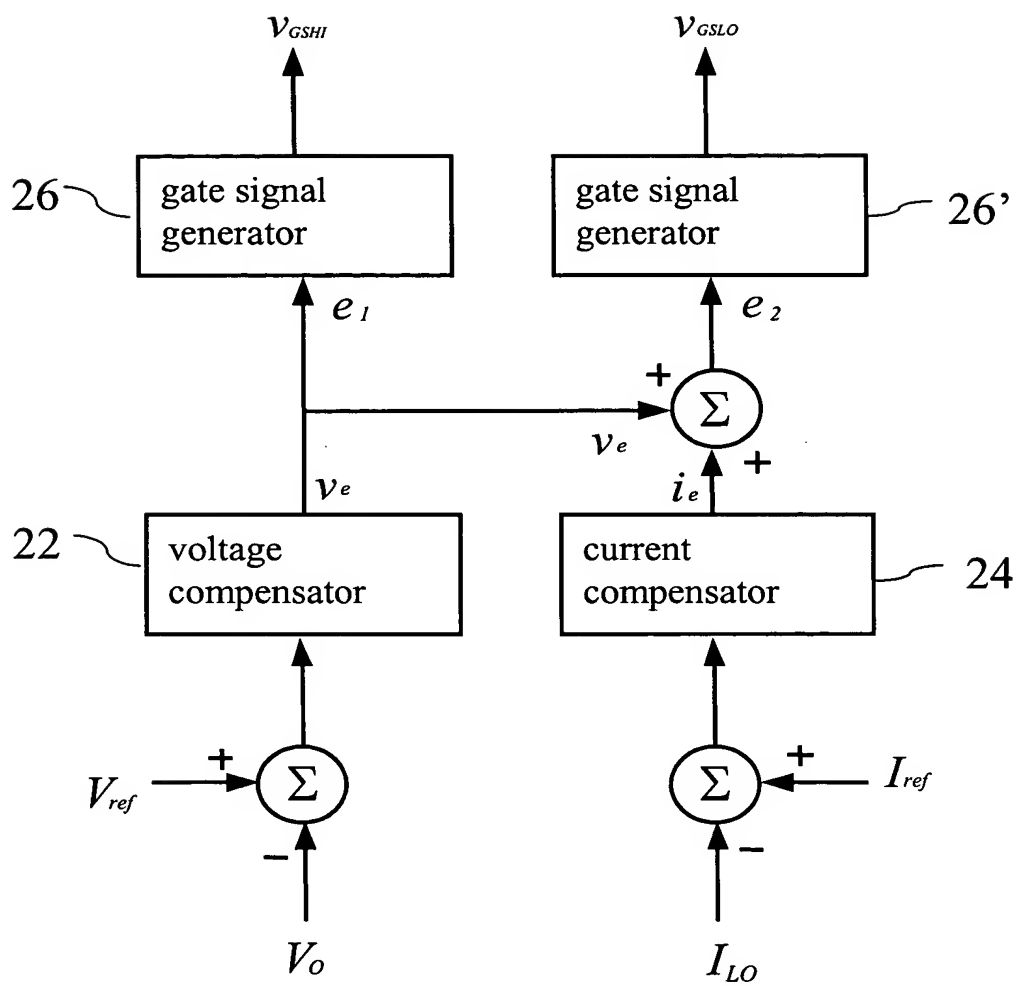 v_GSHI
v_GSLO
26
gate signal
generator
gate signal
generator
26’
e_1
e_2
+
Σ
v_e
+
v_e
i_e
22
voltage
compensator
current
compensator
24
+
Σ
V_ref
−
V_O
Σ
+
I_ref
−
I_LO